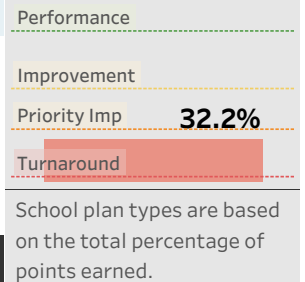 Performance
Improvement
Priority Imp 32.2%
Turnaround
School plan types are based
on the total percentage of
points earned.